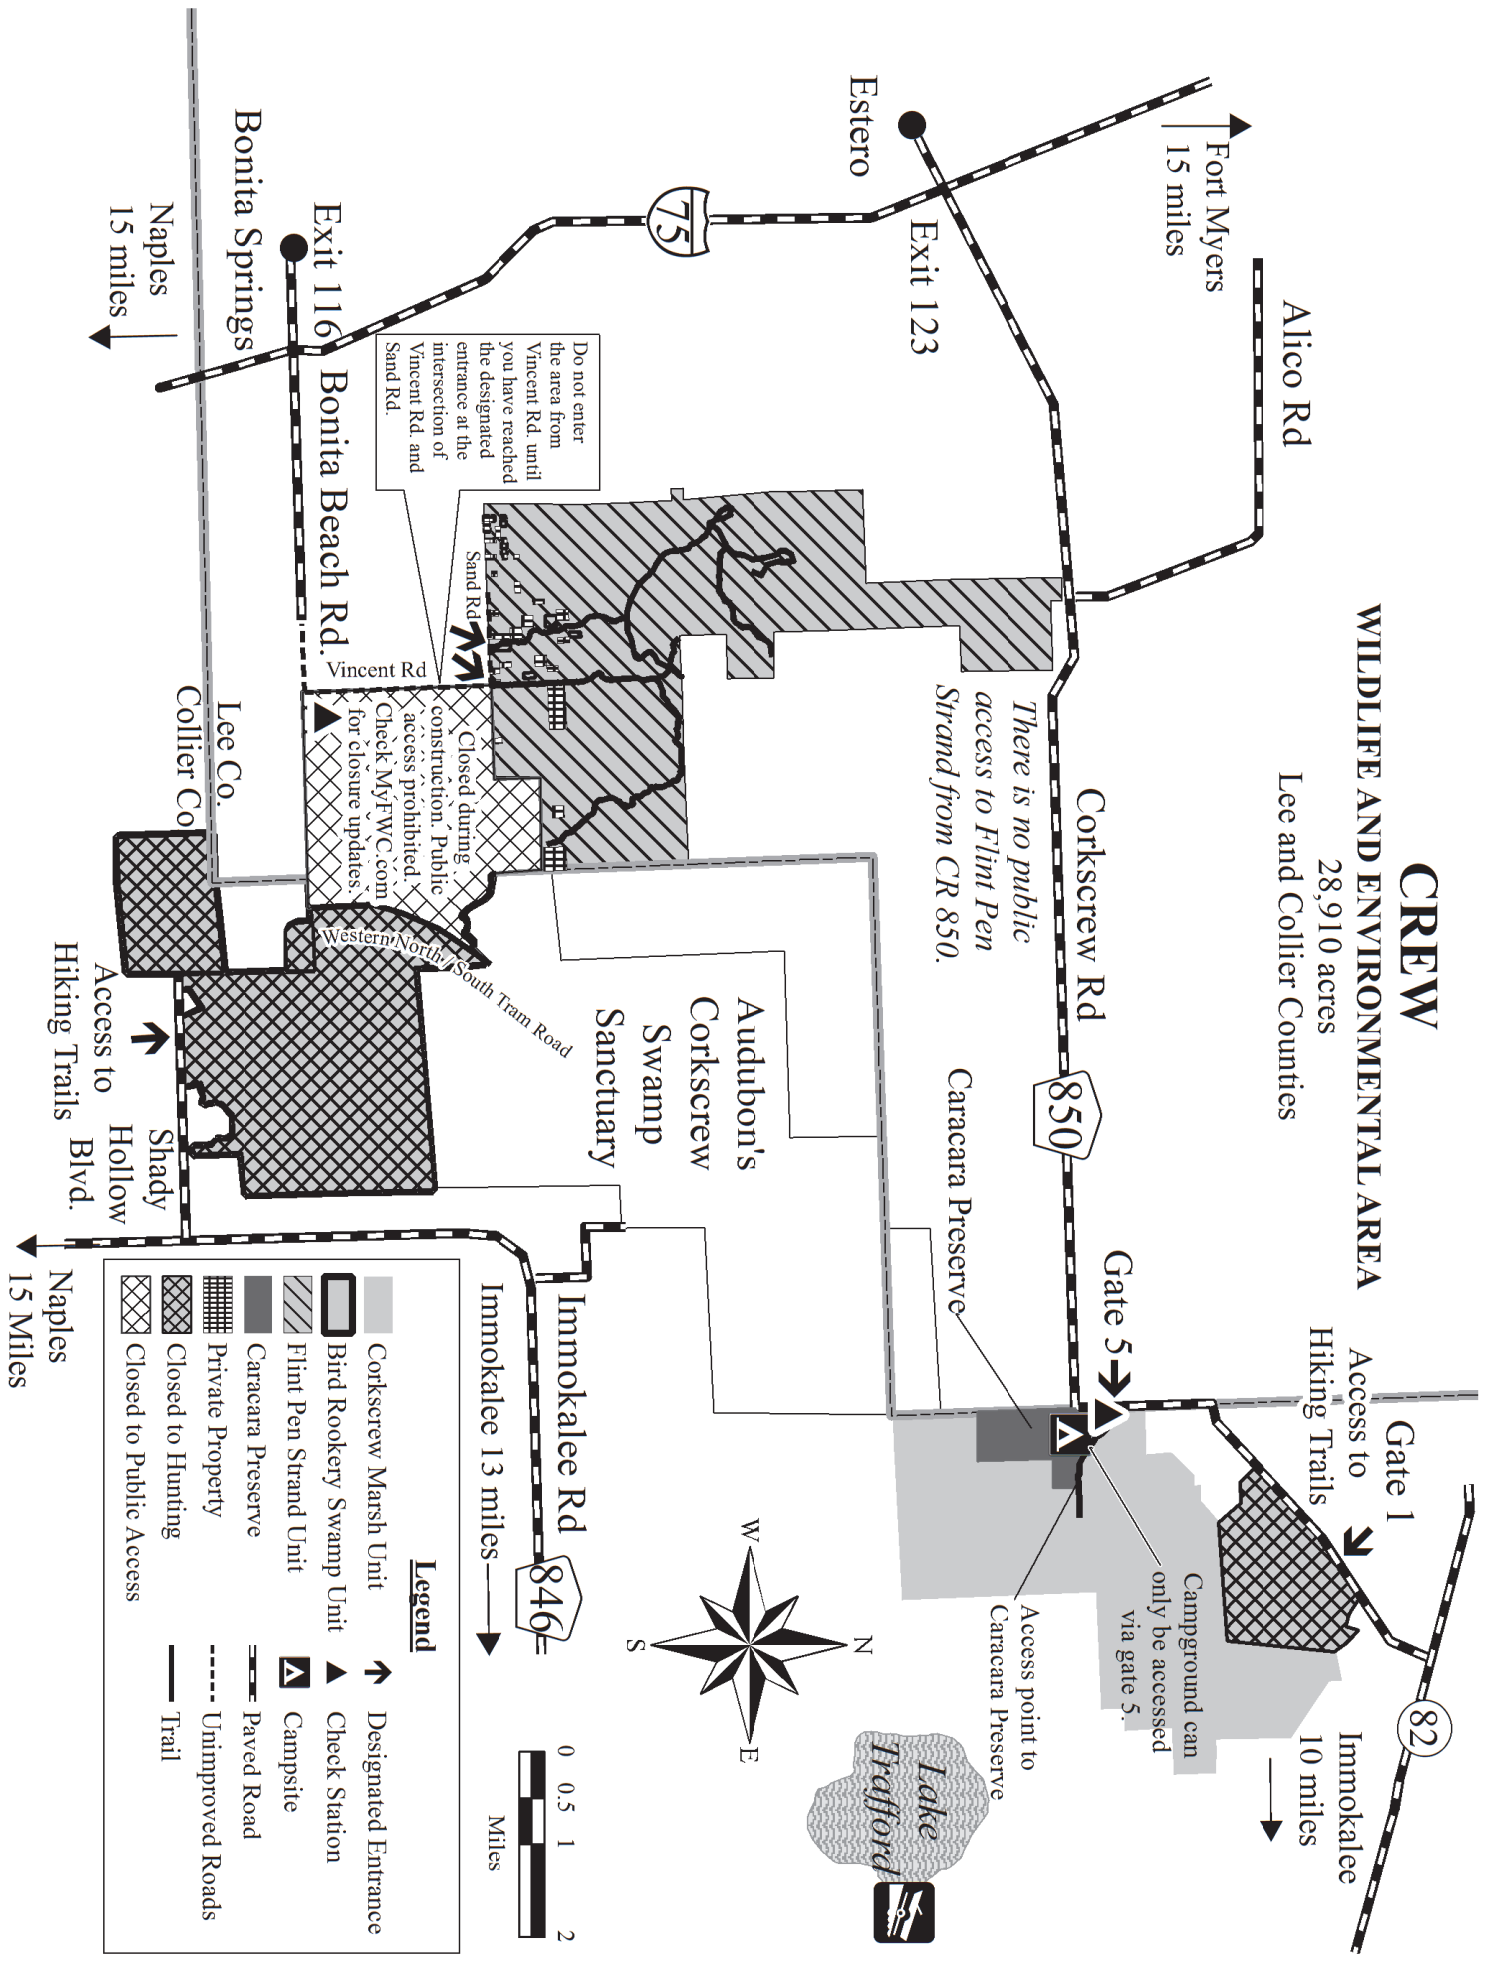 CREW
WILDLIFE AND ENVIRONMENTAL AREA
28,910 acres
Lee and Collier Counties
Fort Myers
15 miles
Alico Rd
Estero
Exit 123
75
Corkscrew Rd
850
There is no public
access to Flint Pen
Strand from CR 850.
Gate 5
Access to
Hiking Trails
Gate 1
82
Immokalee
10 miles
Campground can
only be accessed
via gate 5.
Access point to
Caracara Preserve
Caracara Preserve
Lake
Trafford
Audubon's
Corkscrew
Swamp
Sanctuary
Do not enter
the area from
Vincent Rd. until
you have reached
the designated
entrance at the
intersection of
Vincent Rd. and
Sand Rd.
Sand Rd
Vincent Rd
Closed during
construction. Public
access prohibited.
Check MyFWC.com
for closure updates.
Western North / South Tram Road
Exit 116
Bonita Beach Rd.
Bonita Springs
Naples
15 miles
Lee Co.
Collier Co.
Access to
Hiking Trails
Shady
Hollow
Blvd.
Naples
15 Miles
Immokalee Rd
846
Immokalee 13 miles
W
N
S
E
0 0.5 1 2
Miles
Legend
Corkscrew Marsh Unit
Bird Rookery Swamp Unit
Flint Pen Strand Unit
Caracara Preserve
Private Property
Closed to Hunting
Closed to Public Access
Designated Entrance
Check Station
Campsite
Paved Road
Unimproved Roads
Trail